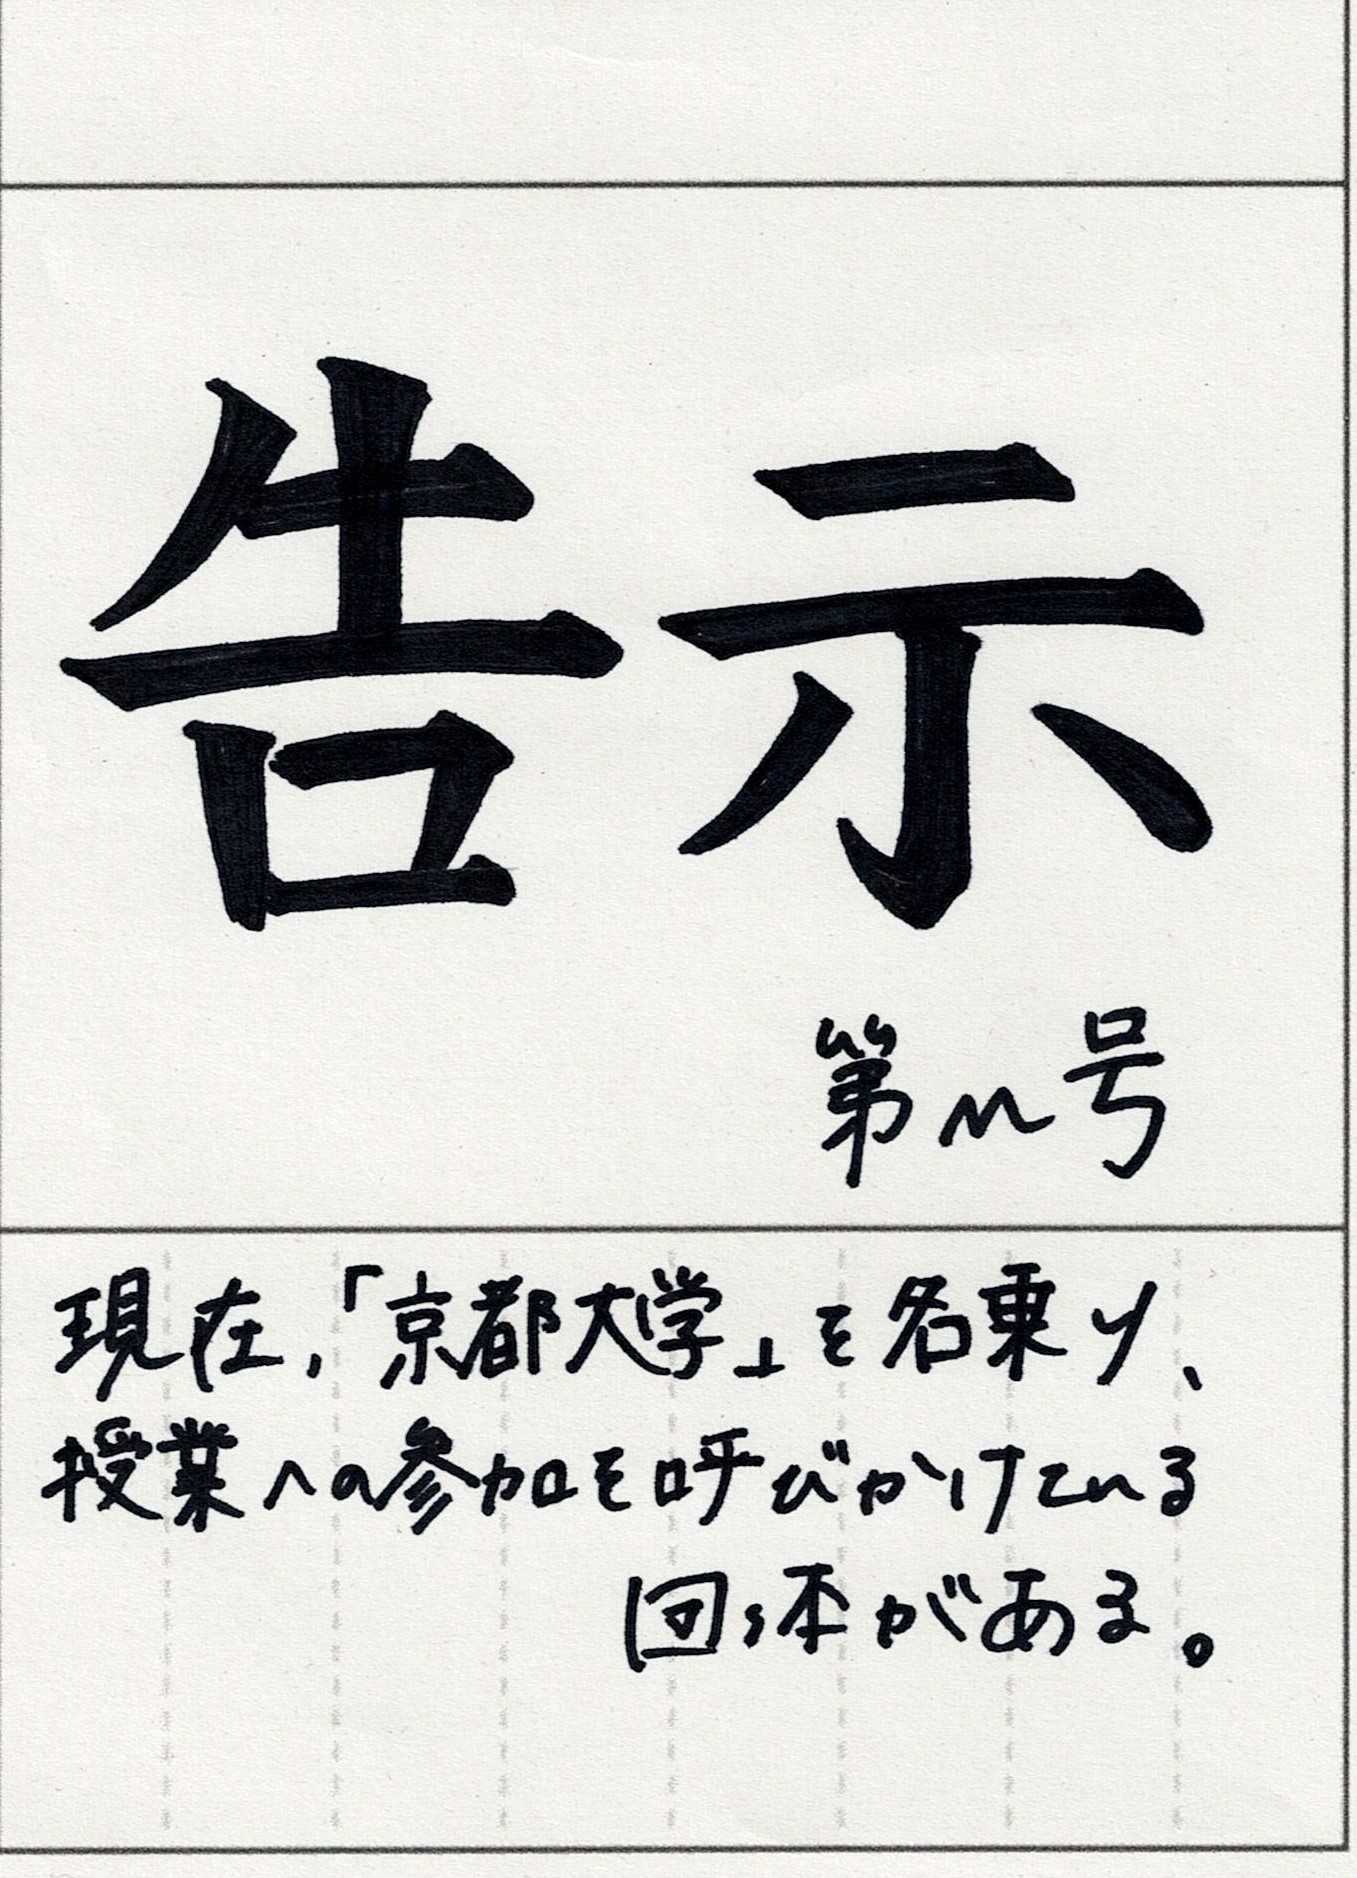 告示
第n号
現在,「京都大学」を名乗り、
授業への参加を呼びかけている
団体がある。